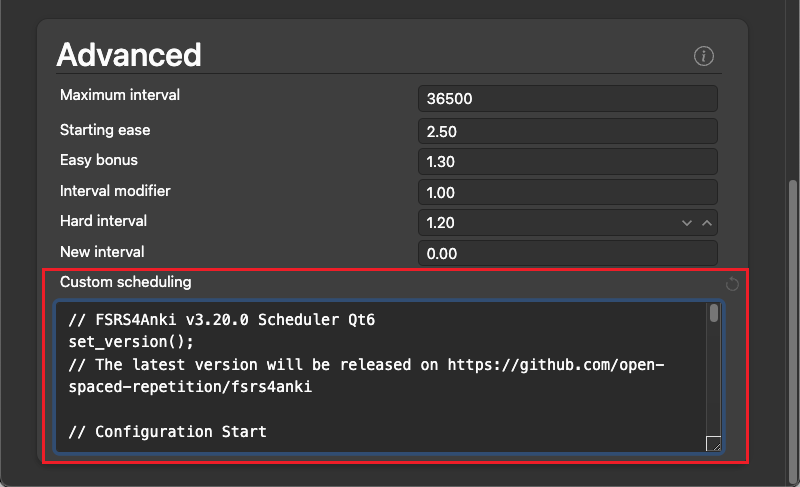 Advanced
Maximum interval 36500
Starting ease 2.50
Easy bonus 1.30
Interval modifier 1.00
Hard interval 1.20
New interval 0.00
Custom scheduling
// FSRS4Anki v3.20.0 Scheduler Qt6
set_version();
// The latest version will be released on https://github.com/open-
spaced-repetition/fsrs4anki
// Configuration Start